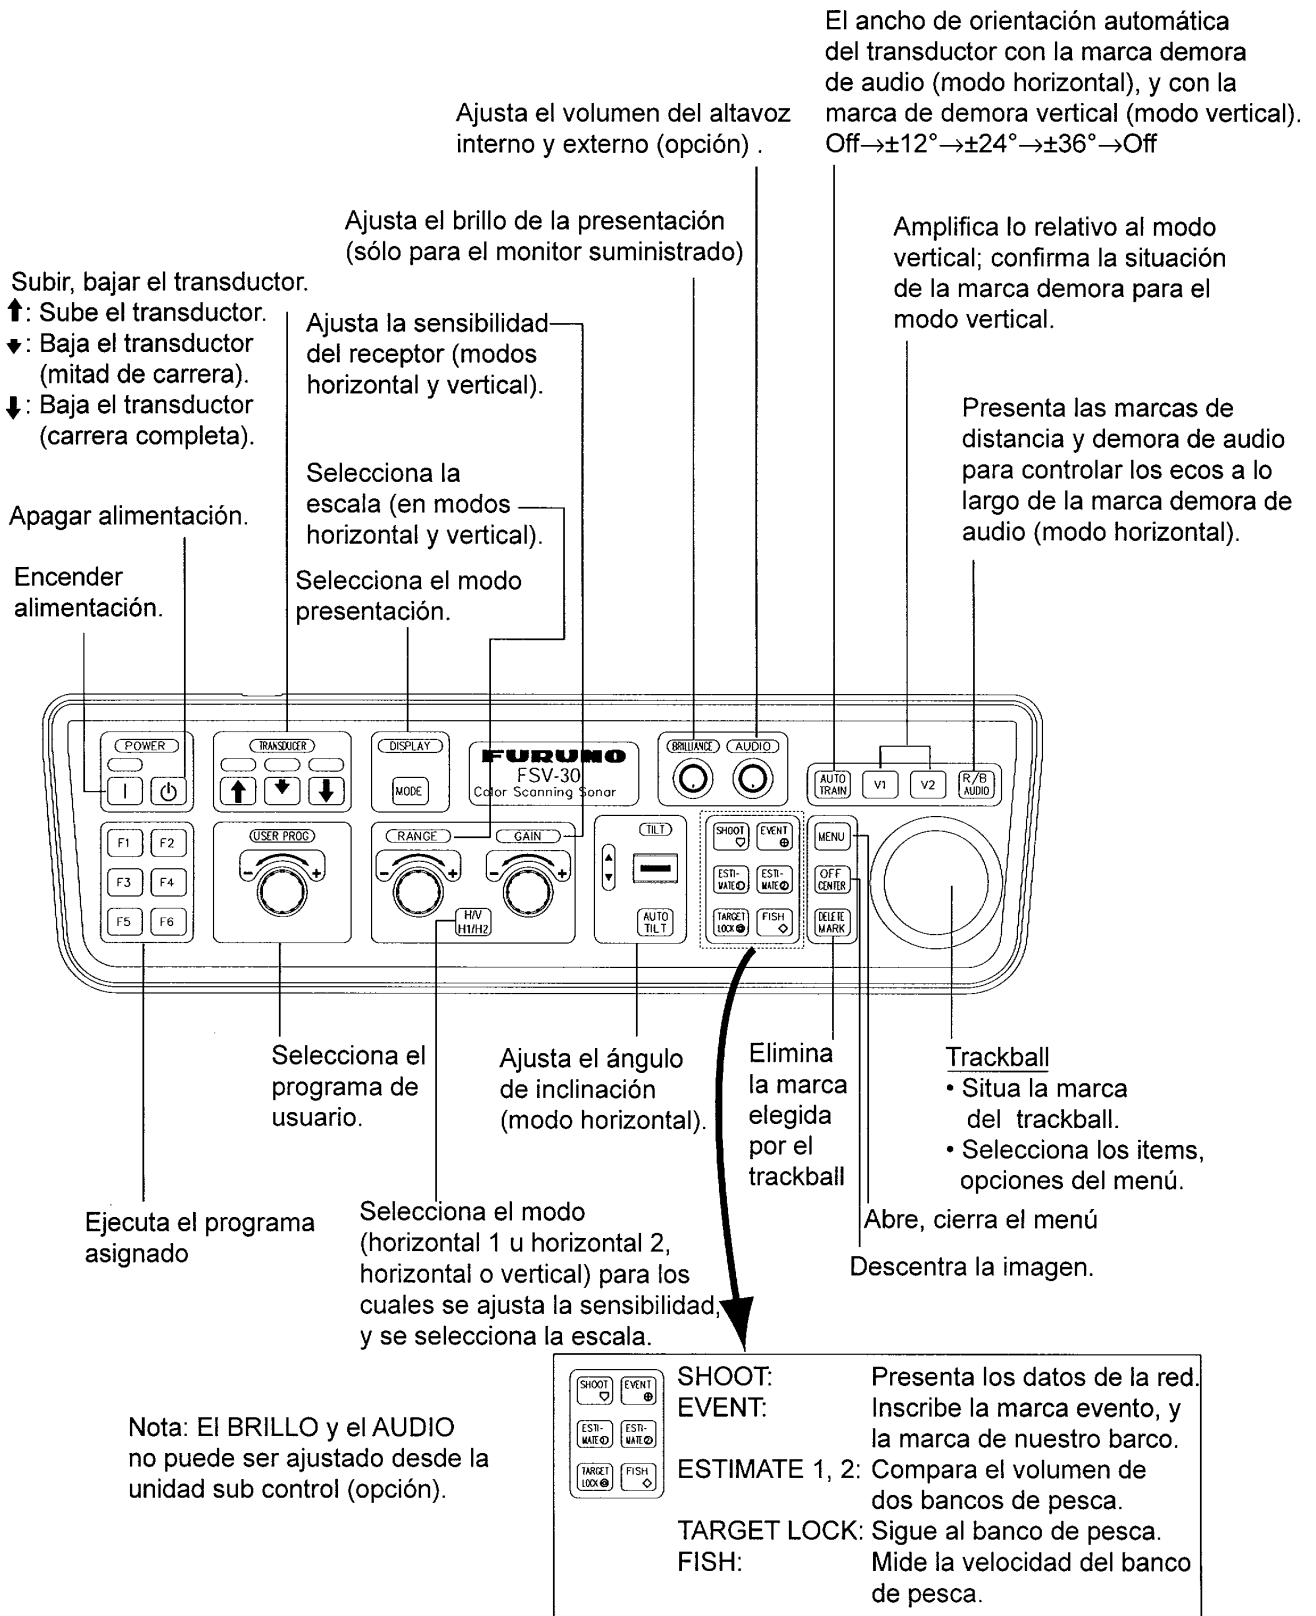 El ancho de orientación automática
del transductor con la marca demora
de audio (modo horizontal), y con la
marca de demora vertical (modo vertical).
Off→±12°→±24°→±36°→Off
Ajusta el volumen del altavoz
interno y externo (opción) .
Ajusta el brillo de la presentación
(sólo para el monitor suministrado)
Amplifica lo relativo al modo
vertical; confirma la situación
de la marca demora para el
modo vertical.
Subir, bajar el transductor.
⬆: Sube el transductor.
🡇: Baja el transductor
(mitad de carrera).
⬇: Baja el transductor
(carrera completa).
Ajusta la sensibilidad
del receptor (modos
horizontal y vertical).
Presenta las marcas de
distancia y demora de audio
para controlar los ecos a lo
largo de la marca demora de
audio (modo horizontal).
Selecciona la
escala (en modos
horizontal y vertical).
Apagar alimentación.
Encender
alimentación.
Selecciona el modo
presentación.
POWER
TRANSDUCER
DISPLAY
MODE
FURUNO
FSV-30
Color Scanning Sonar
BRILLIANCE
AUDIO
AUTO
TRAIN
V1
V2
R/B
AUDIO
F1 F2
F3 F4
F5 F6
USER PROG
- +
RANGE
- +
GAIN
- +
H/V
H1/H2
TILT
AUTO
TILT
SHOOT
EVENT
ESTI-
MATE①
ESTI-
MATE②
TARGET
LOCK
FISH
MENU
OFF
CENTER
DELETE
MARK
Selecciona el
programa de
usuario.
Ajusta el ángulo
de inclinación
(modo horizontal).
Elimina
la marca
elegida
por el
trackball
Trackball
• Situa la marca
del trackball.
• Selecciona los items,
opciones del menú.
Ejecuta el programa
asignado
Selecciona el modo
(horizontal 1 u horizontal 2,
horizontal o vertical) para los
cuales se ajusta la sensibilidad,
y se selecciona la escala.
Abre, cierra el menú
Descentra la imagen.
Nota: El BRILLO y el AUDIO
no puede ser ajustado desde la
unidad sub control (opción).
SHOOT
EVENT
ESTI-
MATE①
ESTI-
MATE②
TARGET
LOCK
FISH
SHOOT: Presenta los datos de la red.
EVENT: Inscribe la marca evento, y
la marca de nuestro barco.
ESTIMATE 1, 2: Compara el volumen de
dos bancos de pesca.
TARGET LOCK: Sigue al banco de pesca.
FISH: Mide la velocidad del banco
de pesca.